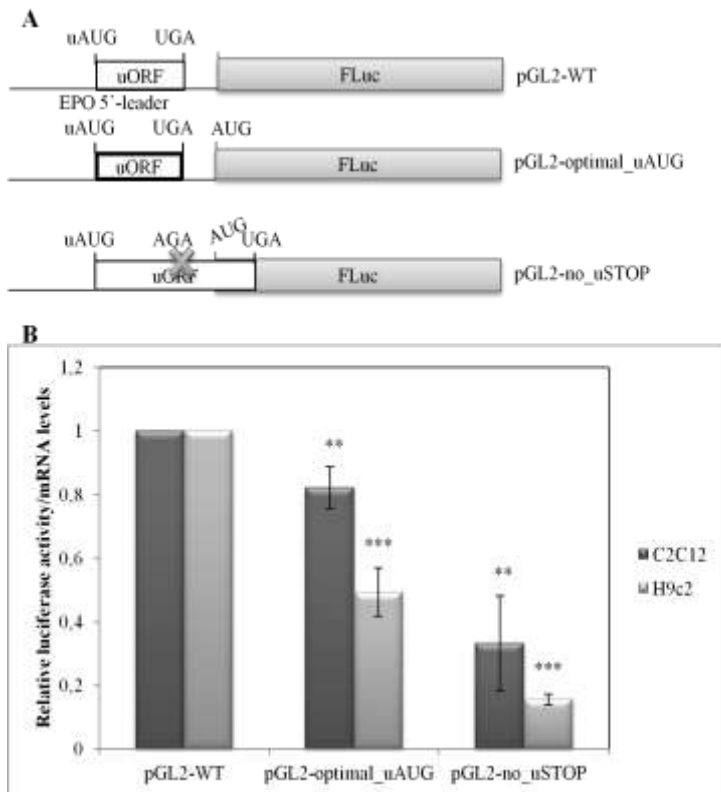 A
uAUG UGA
uORF FLuc pGL2-WT
EPO 5'-leader
uAUG UGA AUG
uORF FLuc pGL2-optimal_uAUG
uAUG AGA AUG UGA
uORF FLuc pGL2-no_uSTOP
B
Relative luciferase activity/mRNA levels
1.2
1
0.8
0.6
0.4
0.2
0
**
***
**
***
C2C12
H9c2
pGL2-WT pGL2-optimal_uAUG pGL2-no_uSTOP